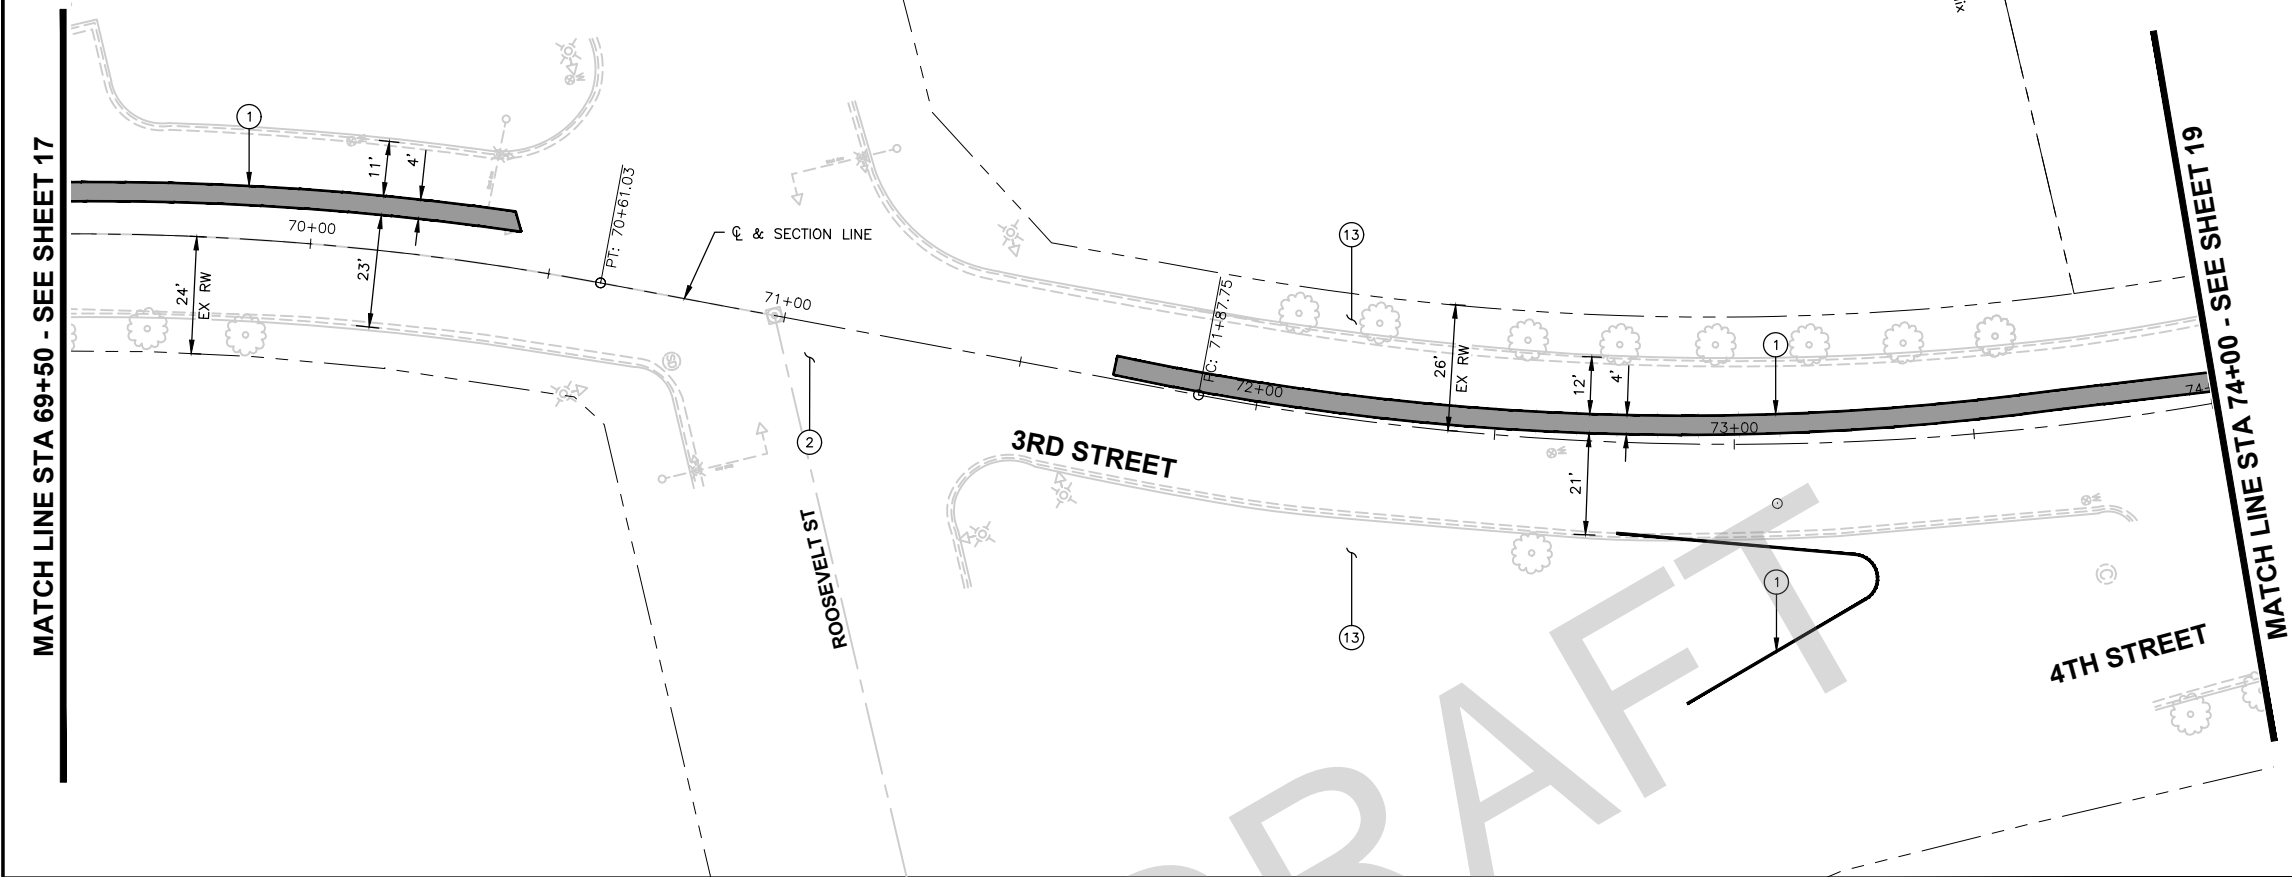 MATCH LINE STA 69+50 - SEE SHEET 17
1
11'
4'
70+00
24'
EX RW
23'
PT: 70+61.03
℄ & SECTION LINE
71+00
2
ROOSEVELT ST
3RD STREET
PC: 71+87.75
72+00
13
26'
EX RW
12'
4'
1
73+00
21'
13
1
74+
4TH STREET
MATCH LINE STA 74+00 - SEE SHEET 19
DRAFT
W
W
W
W
S
C